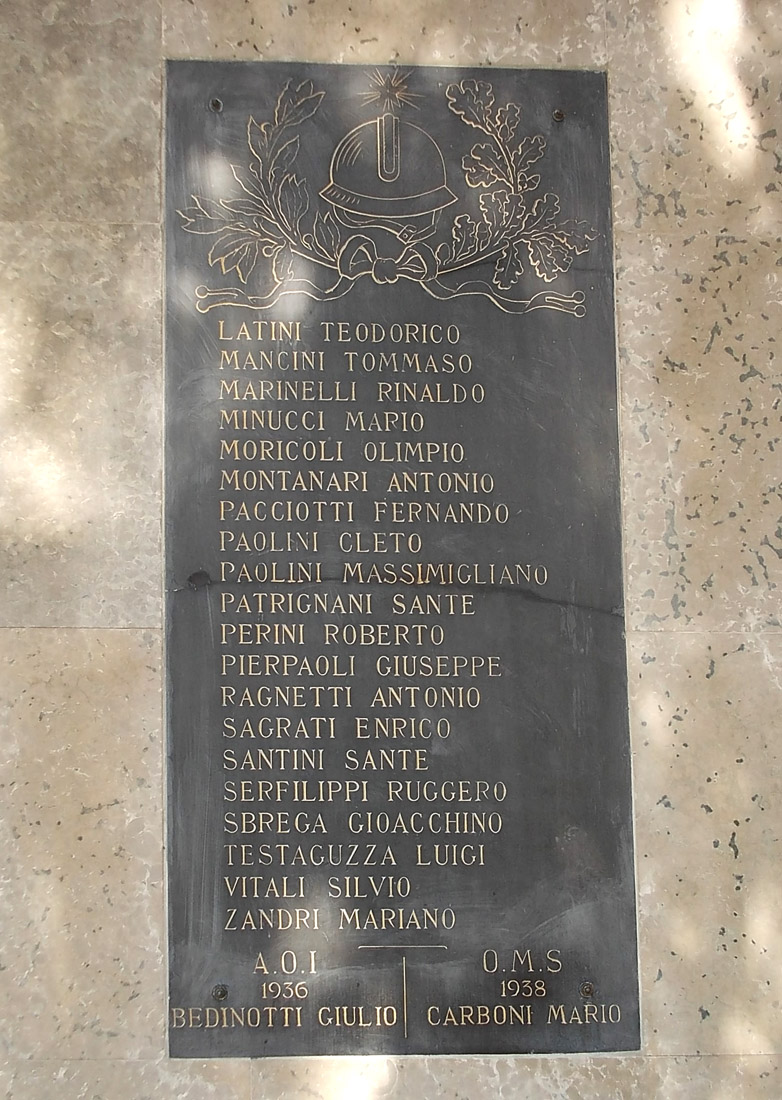 LATINI TEODORICO
MANCINI TOMMASO
MARINELLI RINALDO
MINUCCI MARIO
MORICOLI OLIMPIO
MONTANARI ANTONIO
PACCIOTTI FERNANDO
PAOLINI CLETO
PAOLINI MASSIMIGLIANO
PATRIGNANI SANTE
PERINI ROBERTO
PIERPAOLI GIUSEPPE
RAGNETTI ANTONIO
SAGRATI ENRICO
SANTINI SANTE
SERFILIPPI RUGGERO
SBREGA GIOACCHINO
TESTAGUZZA LUIGI
VITALI SILVIO
ZANDRI MARIANO
A.O.I
1936
BEDINOTTI GIULIO
O.M.S
1938
CARBONI MARIO